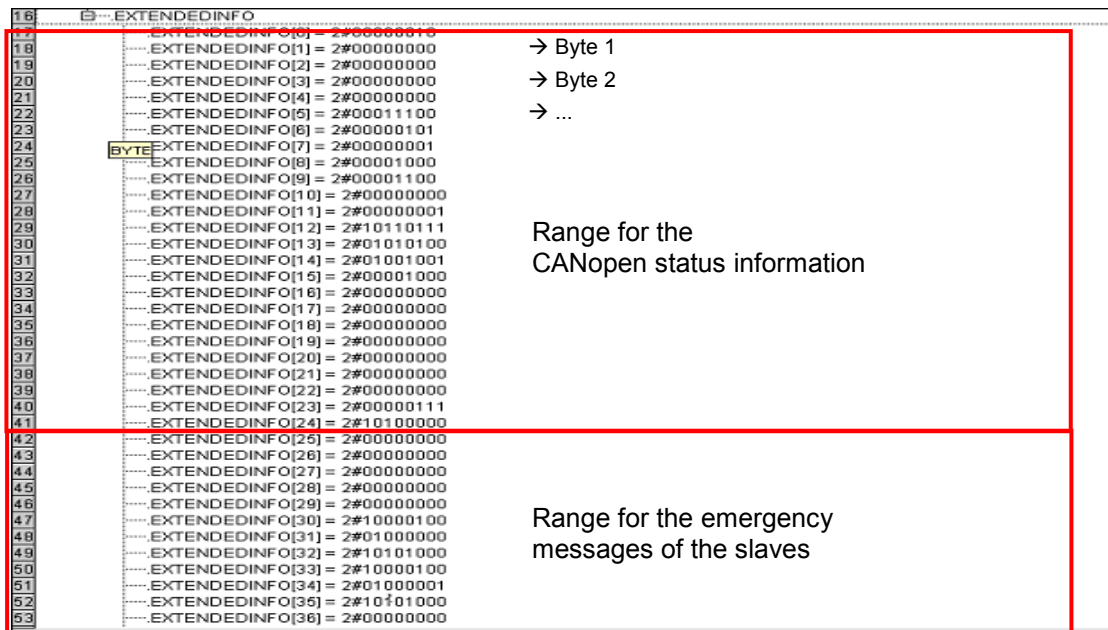 16 .EXTENDEDINFO
17 .EXTENDEDINFO[0] = 2#00000010
18 .EXTENDEDINFO[1] = 2#00000000 → Byte 1
19 .EXTENDEDINFO[2] = 2#00000000
20 .EXTENDEDINFO[3] = 2#00000000 → Byte 2
21 .EXTENDEDINFO[4] = 2#00000000
22 .EXTENDEDINFO[5] = 2#00011100 → ...
23 .EXTENDEDINFO[6] = 2#00000101
24 BYTE EXTENDEDINFO[7] = 2#00000001
25 .EXTENDEDINFO[8] = 2#00001000
26 .EXTENDEDINFO[9] = 2#00001100
27 .EXTENDEDINFO[10] = 2#00000000
28 .EXTENDEDINFO[11] = 2#00000001
29 .EXTENDEDINFO[12] = 2#10110111 Range for the
30 .EXTENDEDINFO[13] = 2#01010100
31 .EXTENDEDINFO[14] = 2#01001001 CANopen status information
32 .EXTENDEDINFO[15] = 2#00001000
33 .EXTENDEDINFO[16] = 2#00000000
34 .EXTENDEDINFO[17] = 2#00000000
35 .EXTENDEDINFO[18] = 2#00000000
36 .EXTENDEDINFO[19] = 2#00000000
37 .EXTENDEDINFO[20] = 2#00000000
38 .EXTENDEDINFO[21] = 2#00000000
39 .EXTENDEDINFO[22] = 2#00000000
40 .EXTENDEDINFO[23] = 2#00000111
41 .EXTENDEDINFO[24] = 2#10100000
42 .EXTENDEDINFO[25] = 2#00000000
43 .EXTENDEDINFO[26] = 2#00000000
44 .EXTENDEDINFO[27] = 2#00000000
45 .EXTENDEDINFO[28] = 2#00000000
46 .EXTENDEDINFO[29] = 2#00000000
47 .EXTENDEDINFO[30] = 2#10000100 Range for the emergency
48 .EXTENDEDINFO[31] = 2#01000000
49 .EXTENDEDINFO[32] = 2#10101000 messages of the slaves
50 .EXTENDEDINFO[33] = 2#10000100
51 .EXTENDEDINFO[34] = 2#01000001
52 .EXTENDEDINFO[35] = 2#10101000
53 .EXTENDEDINFO[36] = 2#00000000